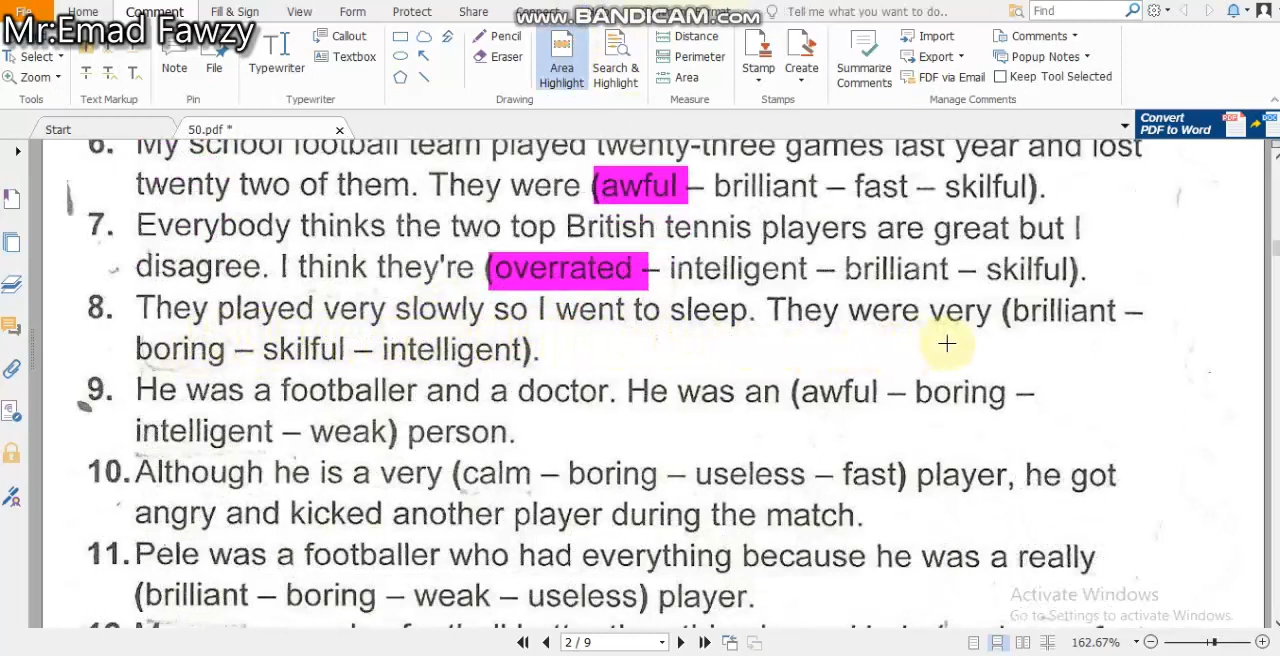 www.BANDICAM.com
Mr:Emad Fawzy
File Home Comment Fill & Sign View Form Protect Share Connect Tell me what you want to do.. Find
Select
Zoom
Note
File
Typewriter
Callout
Textbox
Pencil
Eraser
Area Highlight
Search & Highlight
Distance
Perimeter
Area
Stamp
Create
Summarize Comments
Import
Export
FDF via Email
Comments
Popup Notes
Keep Tool Selected
Tools Text Markup Pin Typewriter Drawing Measure Stamps Manage Comments
Start 50.pdf *
Convert
PDF to Word
6. My school football team played twenty-three games last year and lost
twenty two of them. They were (awful – brilliant – fast – skilful).
7. Everybody thinks the two top British tennis players are great but I
disagree. I think they're (overrated – intelligent – brilliant – skilful).
8. They played very slowly so I went to sleep. They were very (brilliant –
boring – skilful – intelligent).
9. He was a footballer and a doctor. He was an (awful – boring –
intelligent – weak) person.
10. Although he is a very (calm – boring – useless – fast) player, he got
angry and kicked another player during the match.
11. Pele was a footballer who had everything because he was a really
(brilliant – boring – weak – useless) player.
Activate Windows
Go to Settings to activate Windows.
2 / 9
162.67%